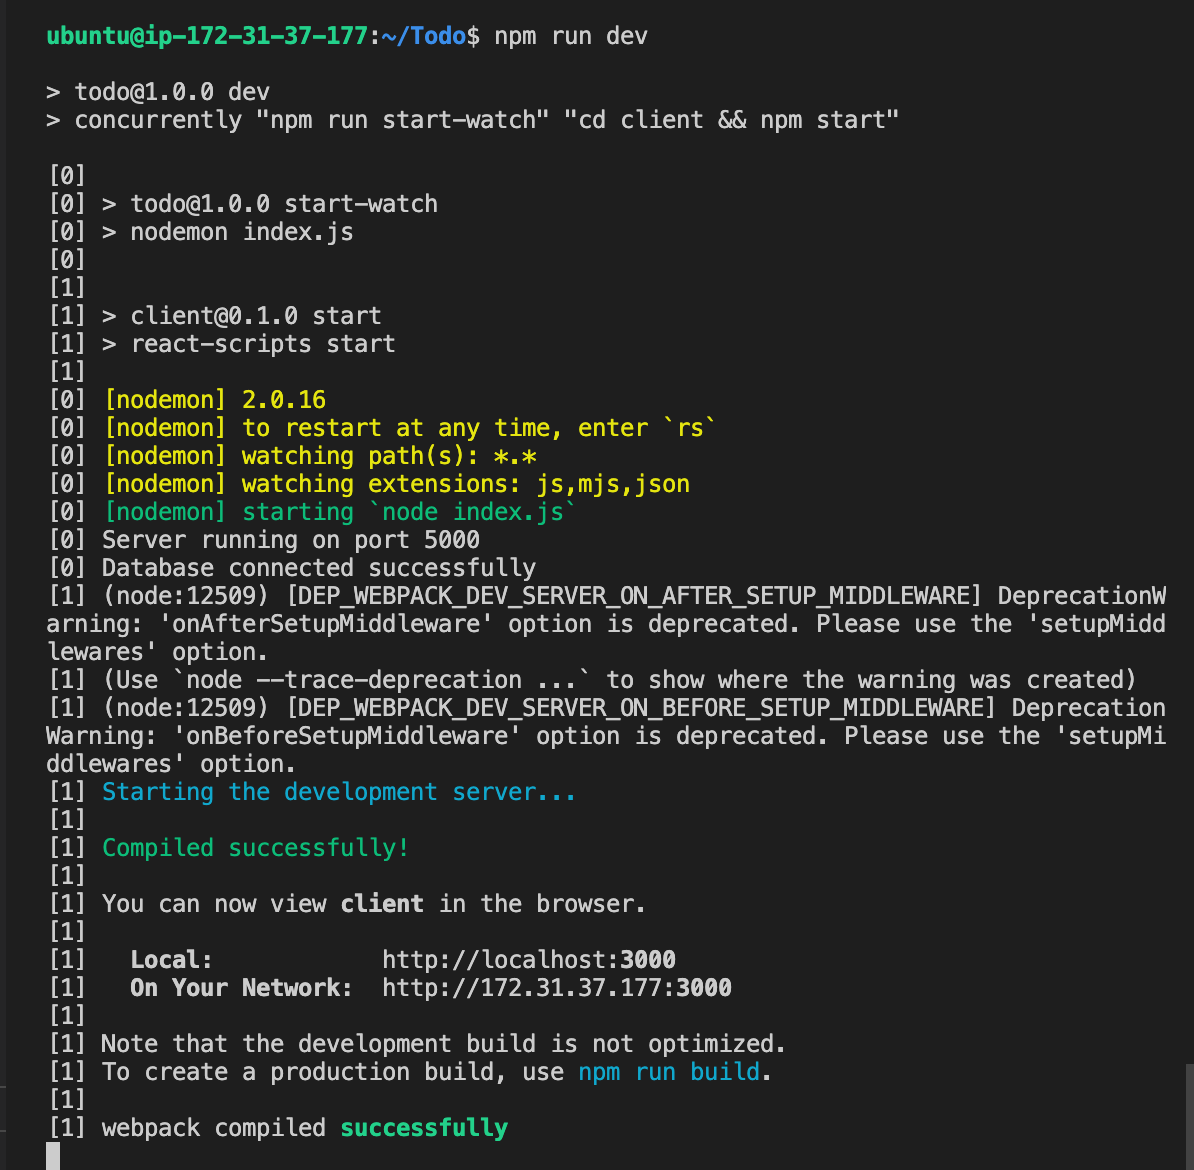 ubuntu@ip-172-31-37-177:~/Todo$ npm run dev

> todo@1.0.0 dev
> concurrently "npm run start-watch" "cd client && npm start"

[0]
[0] > todo@1.0.0 start-watch
[0] > nodemon index.js
[0]
[1]
[1] > client@0.1.0 start
[1] > react-scripts start
[1]
[0] [nodemon] 2.0.16
[0] [nodemon] to restart at any time, enter `rs`
[0] [nodemon] watching path(s): *.*
[0] [nodemon] watching extensions: js,mjs,json
[0] [nodemon] starting `node index.js`
[0] Server running on port 5000
[0] Database connected successfully
[1] (node:12509) [DEP_WEBPACK_DEV_SERVER_ON_AFTER_SETUP_MIDDLEWARE] DeprecationW
arning: 'onAfterSetupMiddleware' option is deprecated. Please use the 'setupMidd
lewares' option.
[1] (Use `node --trace-deprecation ...` to show where the warning was created)
[1] (node:12509) [DEP_WEBPACK_DEV_SERVER_ON_BEFORE_SETUP_MIDDLEWARE] Deprecation
Warning: 'onBeforeSetupMiddleware' option is deprecated. Please use the 'setupMi
ddlewares' option.
[1] Starting the development server...
[1]
[1] Compiled successfully!
[1]
[1] You can now view client in the browser.
[1]
[1]   Local:            http://localhost:3000
[1]   On Your Network:  http://172.31.37.177:3000
[1]
[1] Note that the development build is not optimized.
[1] To create a production build, use npm run build.
[1]
[1] webpack compiled successfully